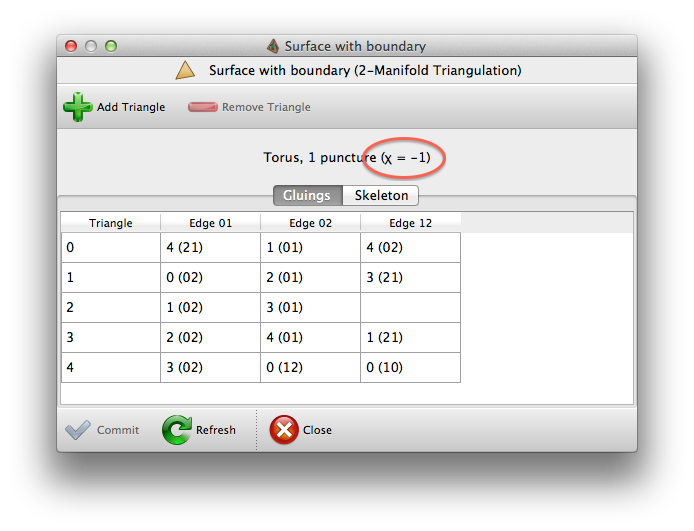 Surface with boundary
Surface with boundary (2-Manifold Triangulation)
Add Triangle Remove Triangle
Torus, 1 puncture (χ = -1)
Gluings Skeleton
Triangle Edge 01 Edge 02 Edge 12
0 4 (21) 1 (01) 4 (02)
1 0 (02) 2 (01) 3 (21)
2 1 (02) 3 (01)
3 2 (02) 4 (01) 1 (21)
4 3 (02) 0 (12) 0 (10)
Commit Refresh Close